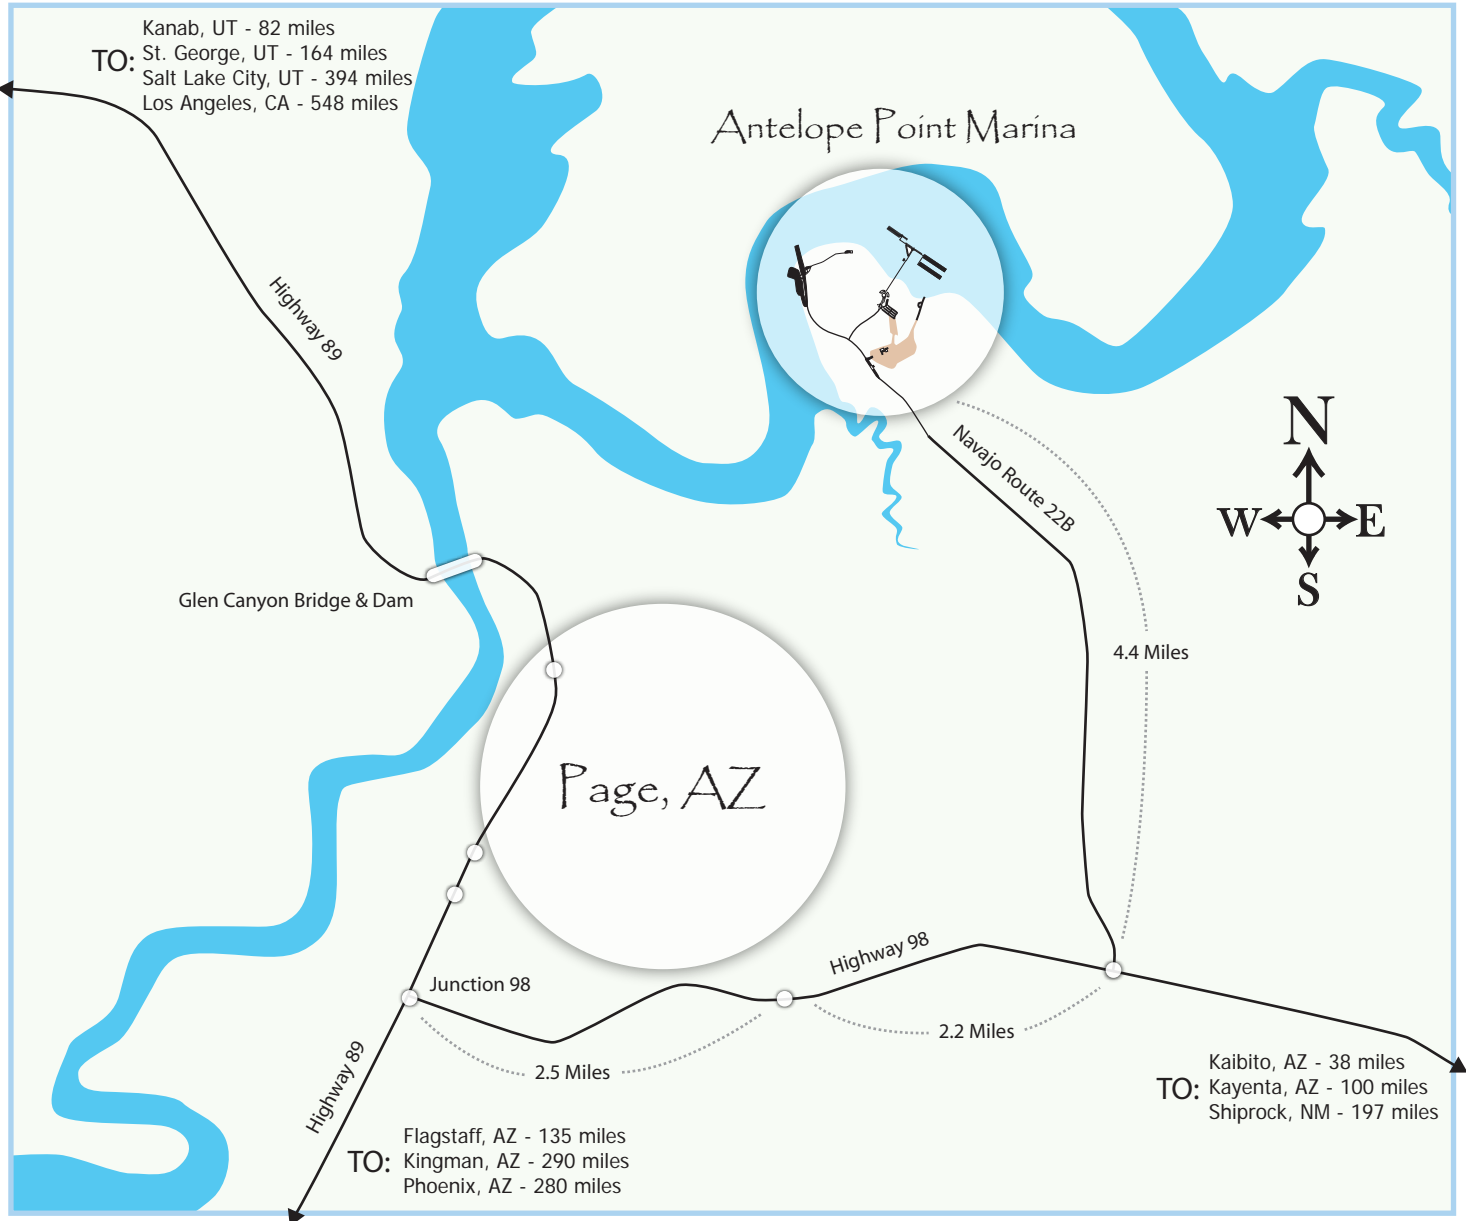 Kanab, UT - 82 miles
TO: St. George, UT - 164 miles
Salt Lake City, UT - 394 miles
Los Angeles, CA - 548 miles
Antelope Point Marina
Highway 89
Navajo Route 22B
N
W E
S
Glen Canyon Bridge & Dam
4.4 Miles
Page, AZ
Highway 98
Junction 98
2.2 Miles
2.5 Miles
Highway 89
Kaibito, AZ - 38 miles
TO: Kayenta, AZ - 100 miles
Shiprock, NM - 197 miles
Flagstaff, AZ - 135 miles
TO: Kingman, AZ - 290 miles
Phoenix, AZ - 280 miles